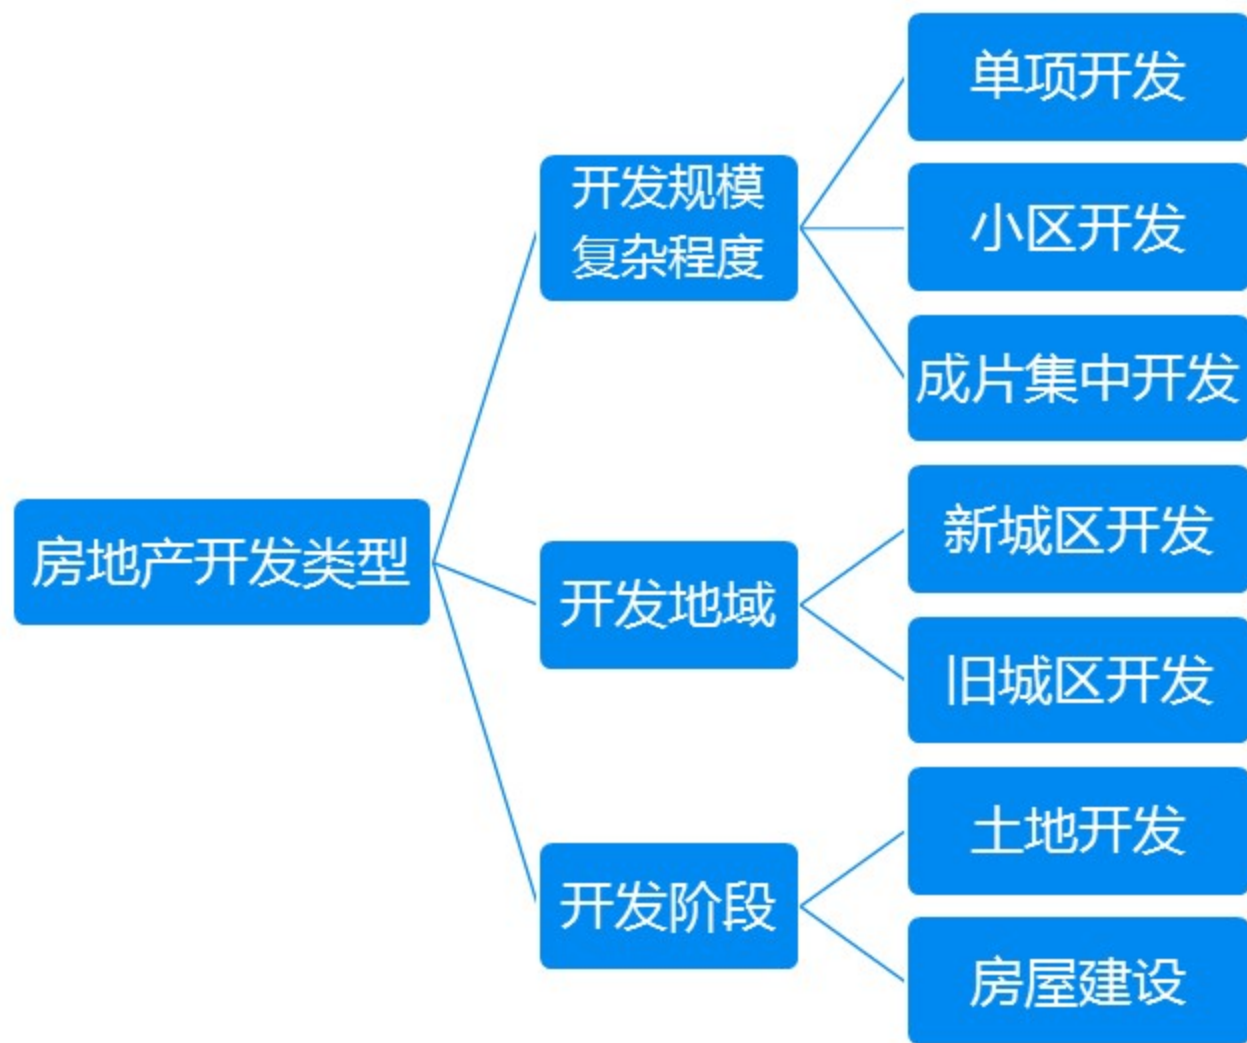 房地产开发类型
开发规模
复杂程度
单项开发
小区开发
成片集中开发
开发地域
新城区开发
旧城区开发
开发阶段
土地开发
房屋建设